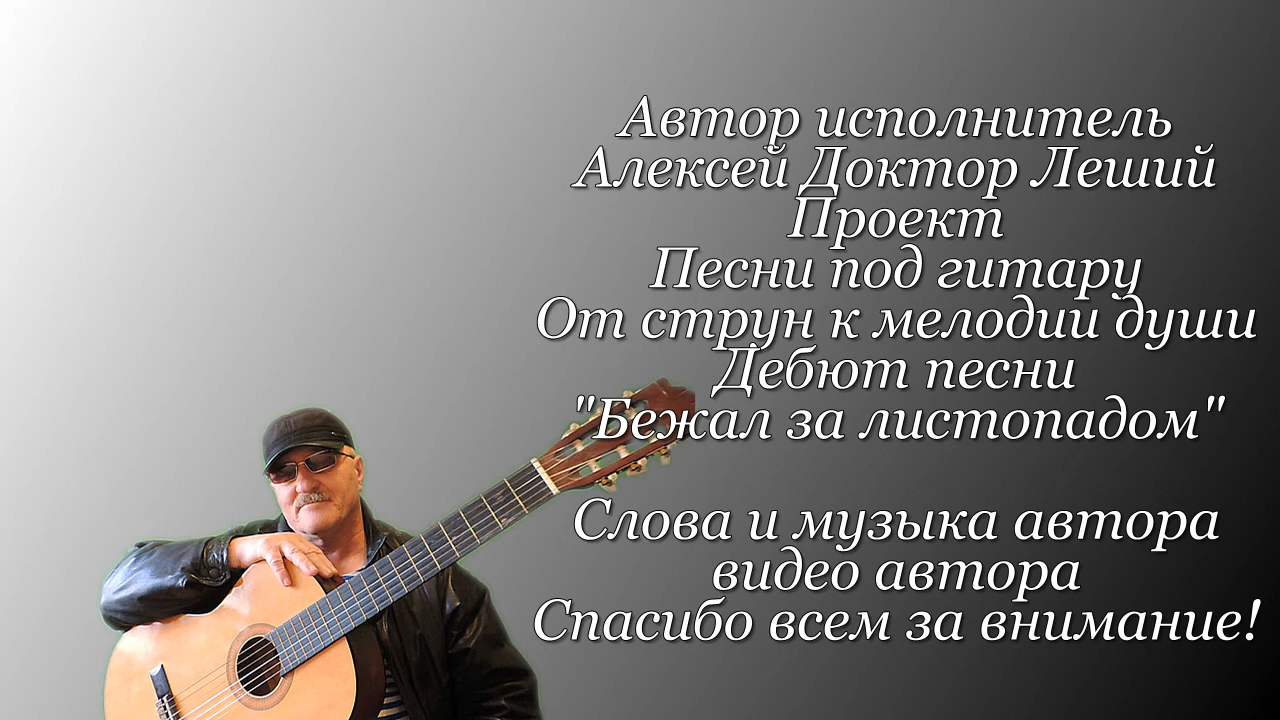 Автор исполнитель
Алексей Доктор Леший
Проект
Песни под гитару
От струн к мелодии души
Дебют песни
"Бежал за листопадом"
Слова и музыка автора
видео автора
Спасибо всем за внимание!